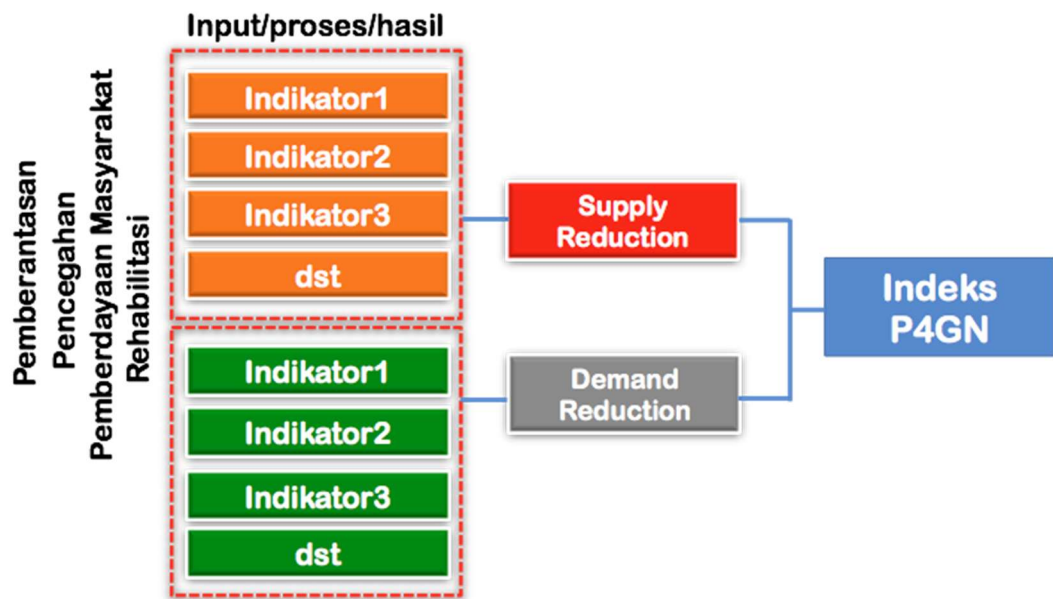 Input/proses/hasil
Pemberantasan
Pencegahan
Pemberdayaan Masyarakat
Rehabilitasi
Indikator1
Indikator2
Indikator3
dst
Indikator1
Indikator2
Indikator3
dst
Supply
Reduction
Demand
Reduction
Indeks
P4GN